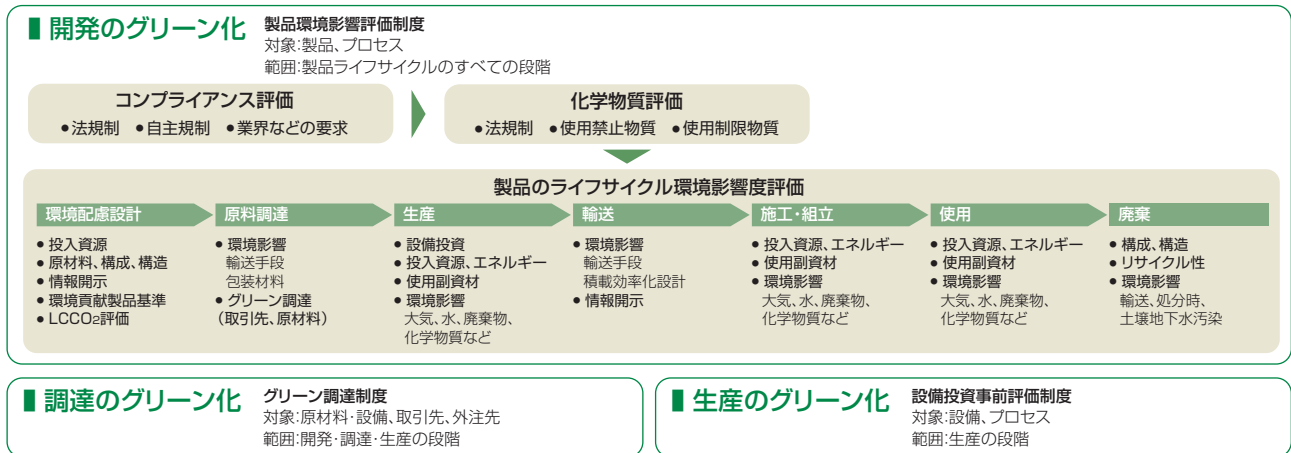 開発のグリーン化
製品環境影響評価制度
対象:製品、プロセス
範囲:製品ライフサイクルのすべての段階
コンプライアンス評価
●法規制 ●自主規制 ●業界などの要求
化学物質評価
●法規制 ●使用禁止物質 ●使用制限物質
製品のライフサイクル環境影響度評価
環境配慮設計
● 投入資源
● 原材料、構成、構造
● 情報開示
● 環境貢献製品基準
● LCCO2評価
原料調達
● 環境影響
輸送手段
包装材料
● グリーン調達
(取引先、原材料)
生産
● 設備投資
● 投入資源、エネルギー
● 使用副資材
● 環境影響
大気、水、廃棄物、
化学物質など
輸送
● 環境影響
輸送手段
積載効率化設計
● 情報開示
施工・組立
● 投入資源、エネルギー
● 使用副資材
● 環境影響
大気、水、廃棄物、
化学物質など
使用
● 投入資源、エネルギー
● 使用副資材
● 環境影響
大気、水、廃棄物、
化学物質など
廃棄
● 構成、構造
● リサイクル性
● 環境影響
輸送、処分時、
土壌地下水汚染
調達のグリーン化
グリーン調達制度
対象:原材料・設備、取引先、外注先
範囲:開発・調達・生産の段階
生産のグリーン化
設備投資事前評価制度
対象:設備、プロセス
範囲:生産の段階